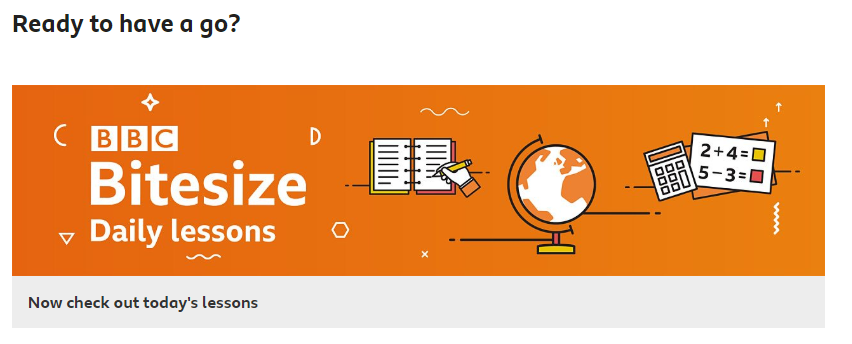 Ready to have a go?
BBC
Bitesize
Daily lessons
2+4=
5-3=
Now check out today's lessons